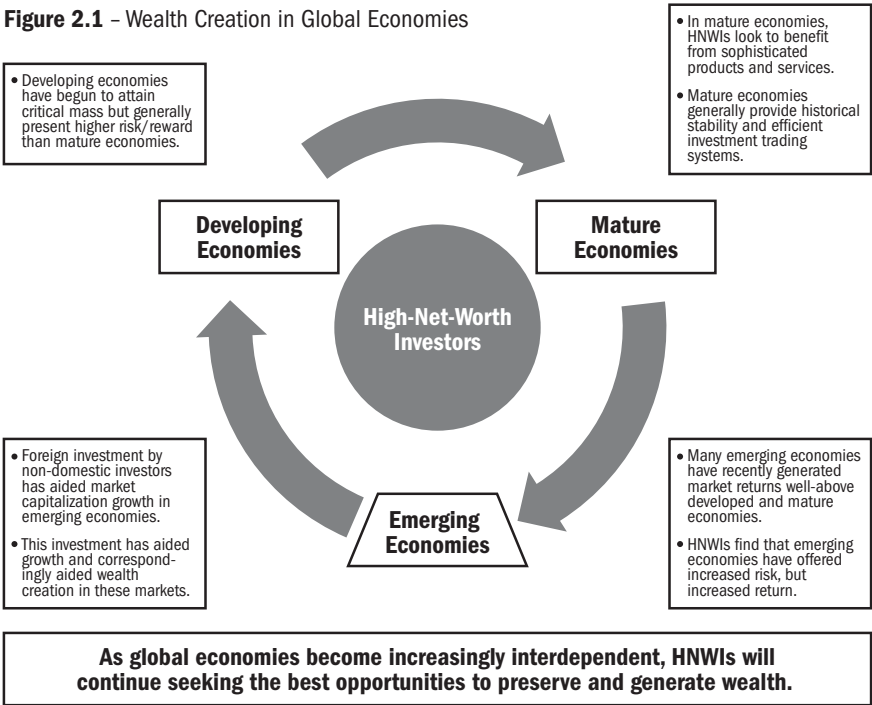 Figure 2.1 – Wealth Creation in Global Economies
• Developing economies
have begun to attain
critical mass but generally
present higher risk/reward
than mature economies.
• In mature economies,
HNWIs look to benefit
from sophisticated
products and services.
• Mature economies
generally provide historical
stability and efficient
investment trading
systems.
Developing
Economies
Mature
Economies
High-Net-Worth
Investors
• Foreign investment by
non-domestic investors
has aided market
capitalization growth in
emerging economies.
• This investment has aided
growth and correspond-
ingly aided wealth
creation in these markets.
Emerging
Economies
• Many emerging economies
have recently generated
market returns well-above
developed and mature
economies.
• HNWIs find that emerging
economies have offered
increased risk, but
increased return.
As global economies become increasingly interdependent, HNWIs will
continue seeking the best opportunities to preserve and generate wealth.